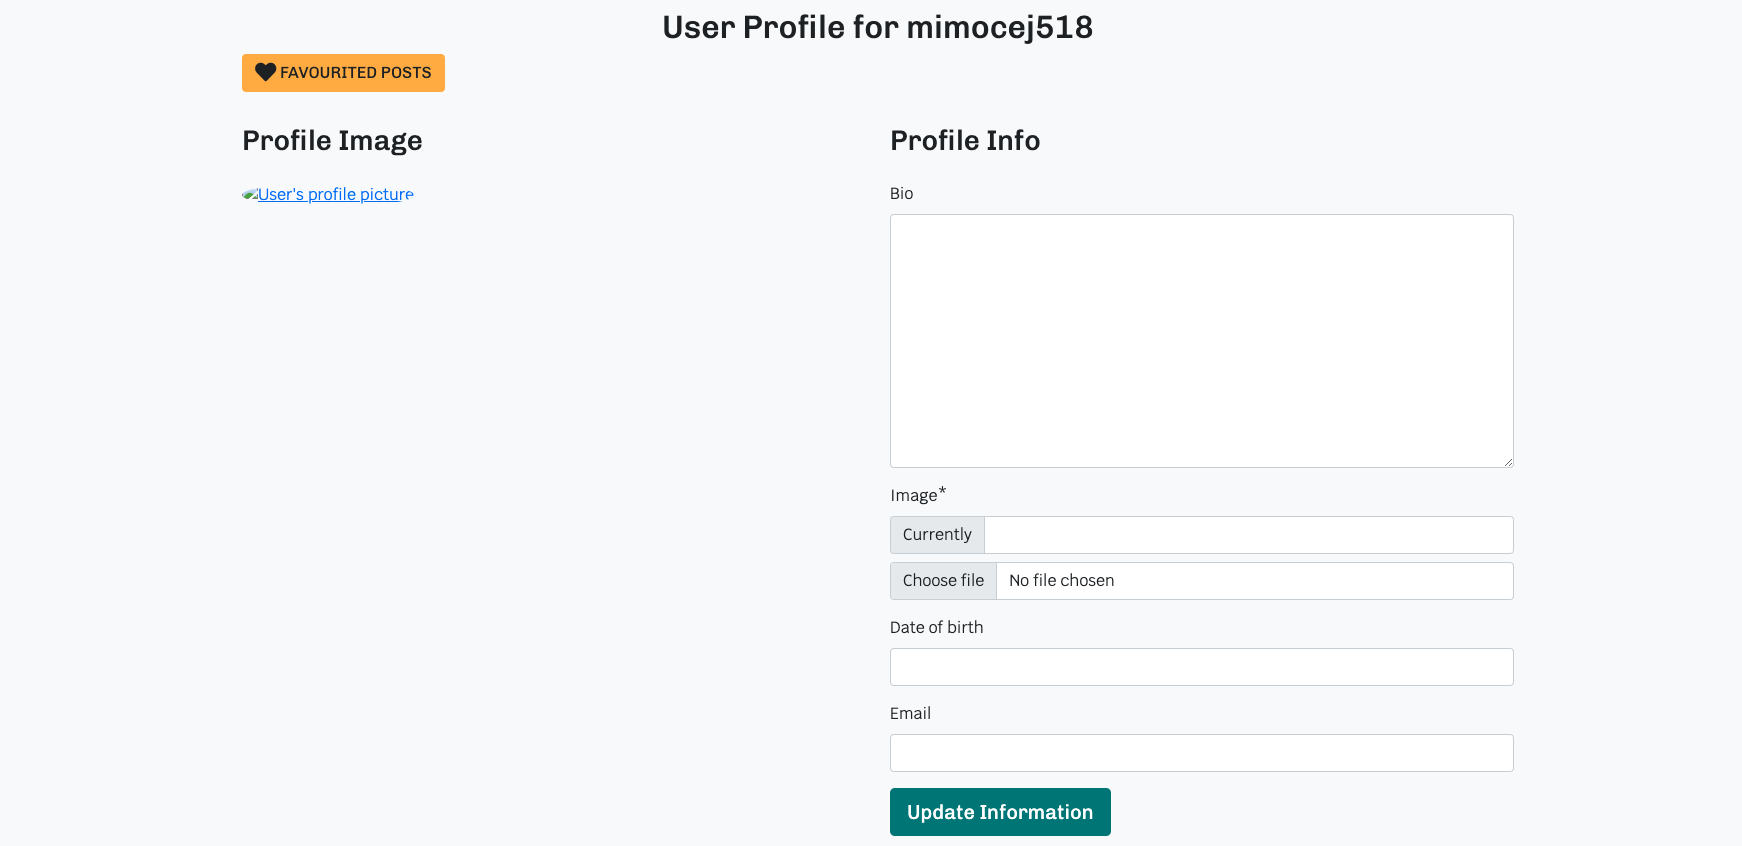 User Profile for mimocej518
FAVOURITED POSTS
Profile Image
User's profile picture
Profile Info
Bio
Image*
Currently
Choose file No file chosen
Date of birth
Email
Update Information